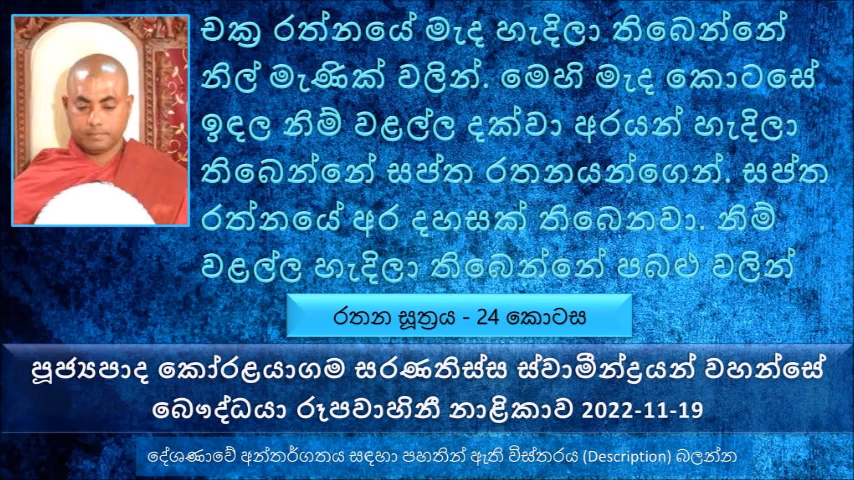 චක්‍ර රත්නයේ මැද හැදිලා තිබෙන්නේ
නිල් මැණික් වලින්. මෙහි මැද කොටසේ
ඉඳල නිම් වළල්ල දක්වා අරයන් හැදිලා
තිබෙන්නේ සප්ත රතනයන්ගෙන්. සප්ත
රත්නයේ අර දහසක් තිබෙනවා. නිම්
වළල්ල හැදිලා තිබෙන්නේ පබළු වලින්
රතන සූත්‍රය - 24 කොටස
පූජ්‍යපාද කෝරළයාගම සරණතිස්ස ස්වාමීන්ද්‍රයන් වහන්සේ
බෞද්ධයා රූපවාහිනී නාළිකාව 2022-11-19
දේශණාවේ අන්තර්ගතය සඳහා පහතින් ඇති විස්තරය (Description) බලන්න